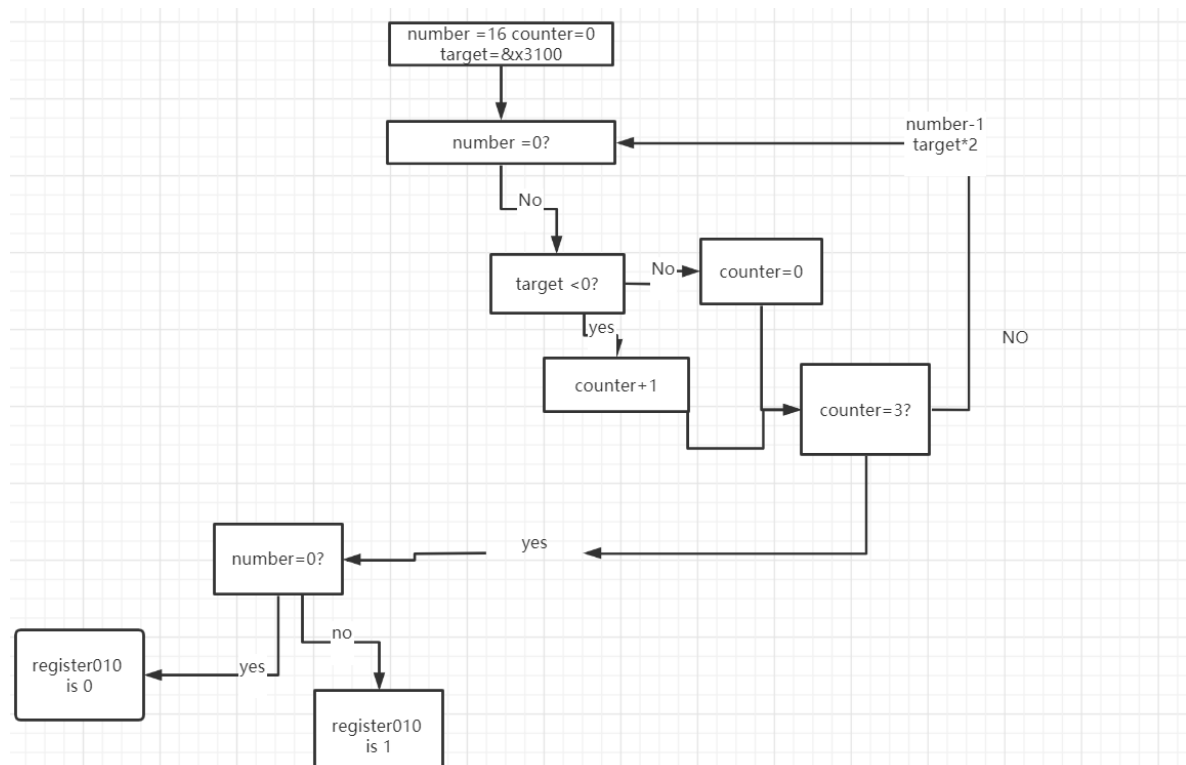 number =16 counter=0
target=&x3100
number =0?
number-1
target*2
No
target <0?
No
counter=0
yes
NO
counter+1
counter=3?
yes
number=0?
no
yes
register010
is 0
register010
is 1